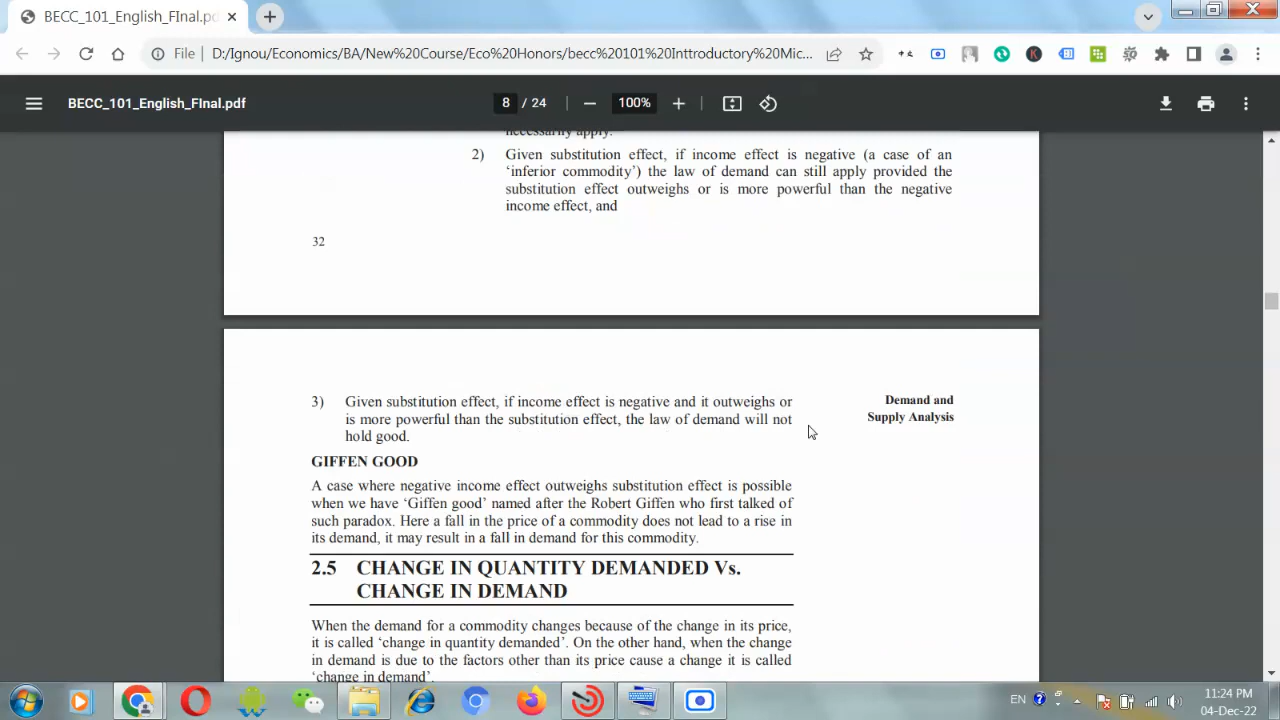 BECC_101_English_FInal.pdf
File | D:/Ignou/Economics/BA/New%20Course/Eco%20Honors/becc%20101%20Inttroductory%20Mic...
BECC_101_English_FInal.pdf
8 / 24
100%
necessarily apply.
2) Given substitution effect, if income effect is negative (a case of an
'inferior commodity') the law of demand can still apply provided the
substitution effect outweighs or is more powerful than the negative
income effect, and
32
3) Given substitution effect, if income effect is negative and it outweighs or
is more powerful than the substitution effect, the law of demand will not
hold good.
Demand and
Supply Analysis
GIFFEN GOOD
A case where negative income effect outweighs substitution effect is possible
when we have 'Giffen good' named after the Robert Giffen who first talked of
such paradox. Here a fall in the price of a commodity does not lead to a rise in
its demand, it may result in a fall in demand for this commodity.
2.5 CHANGE IN QUANTITY DEMANDED Vs.
CHANGE IN DEMAND
When the demand for a commodity changes because of the change in its price,
it is called 'change in quantity demanded'. On the other hand, when the change
in demand is due to the factors other than its price cause a change it is called
'change in demand'.
EN
11:24 PM
04-Dec-22